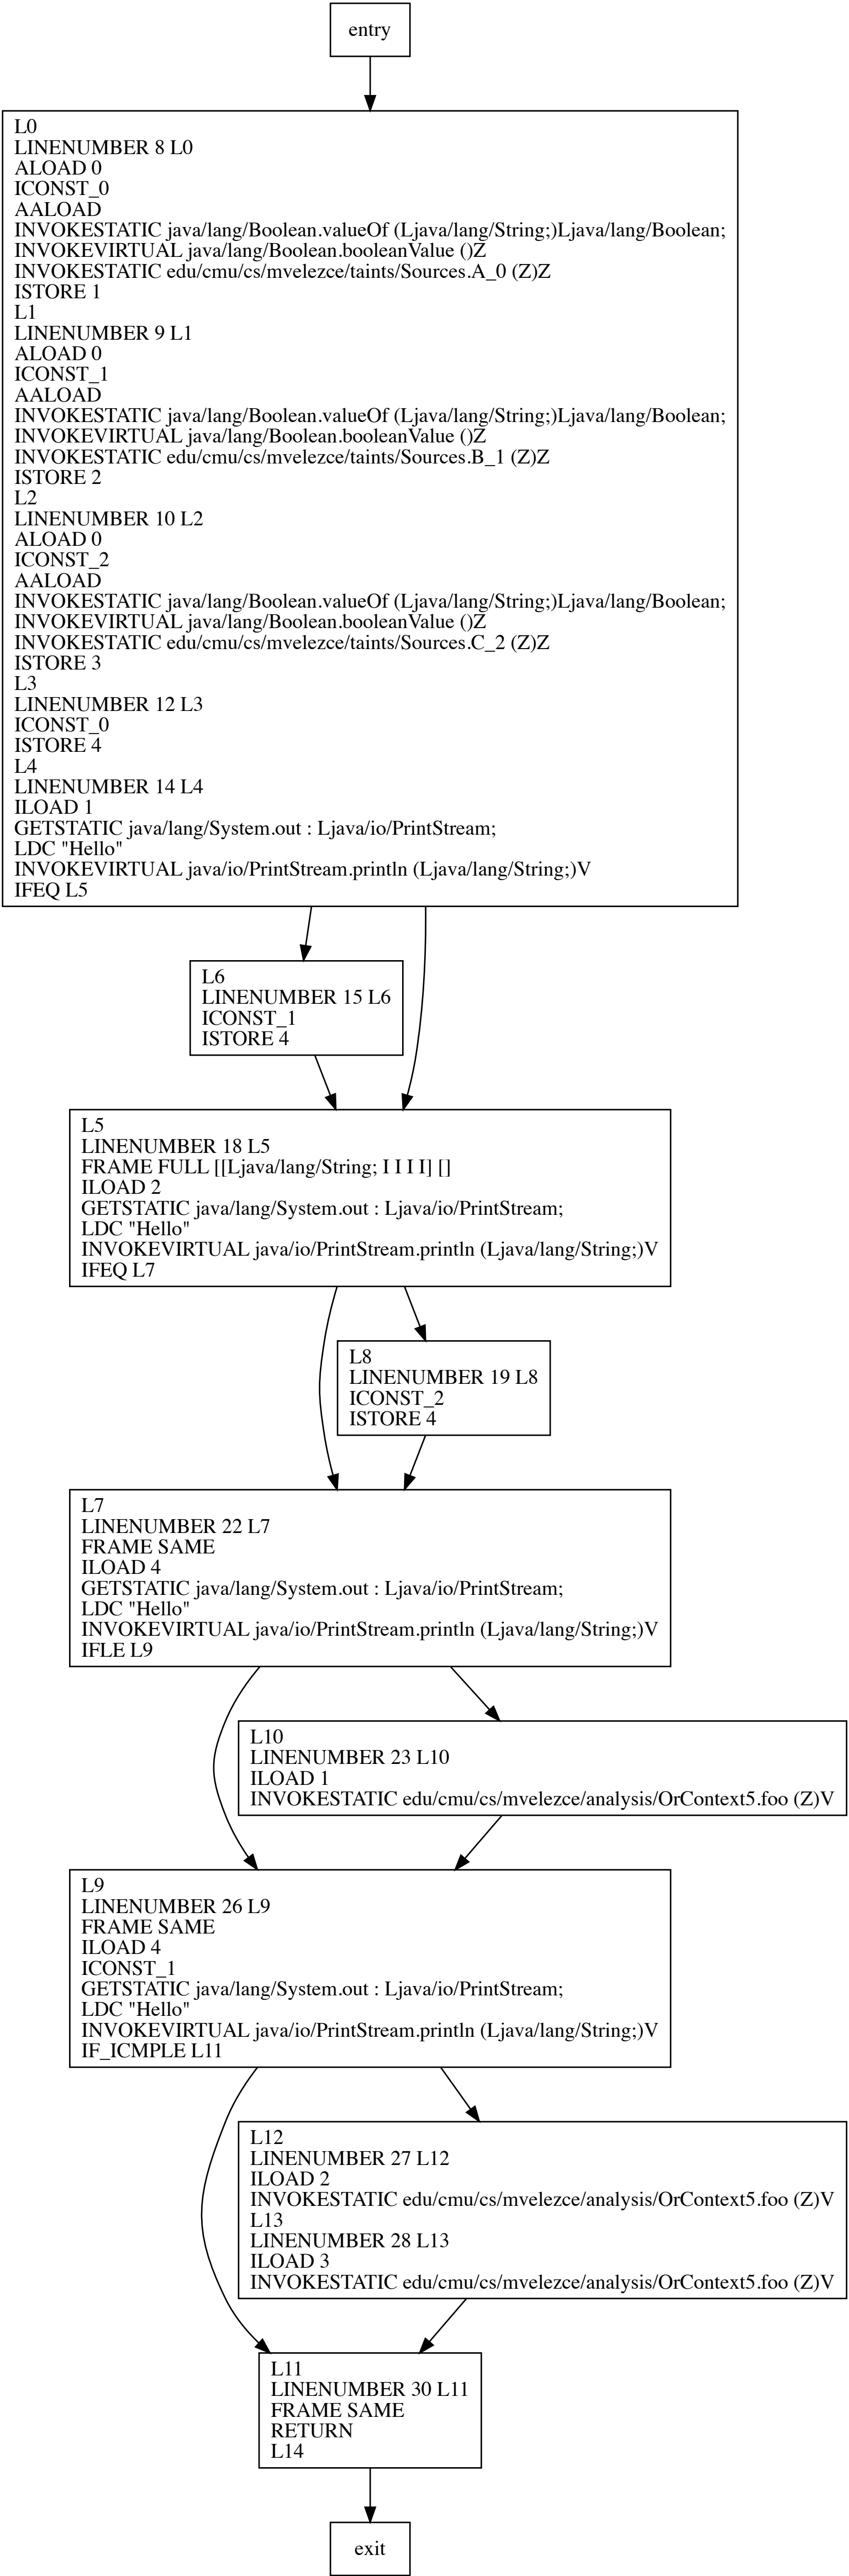 entry
L0
LINENUMBER 8 L0
ALOAD 0
ICONST_0
AALOAD
INVOKESTATIC java/lang/Boolean.valueOf (Ljava/lang/String;)Ljava/lang/Boolean;
INVOKEVIRTUAL java/lang/Boolean.booleanValue ()Z
INVOKESTATIC edu/cmu/cs/mvelezce/taints/Sources.A_0 (Z)Z
ISTORE 1
L1
LINENUMBER 9 L1
ALOAD 0
ICONST_1
AALOAD
INVOKESTATIC java/lang/Boolean.valueOf (Ljava/lang/String;)Ljava/lang/Boolean;
INVOKEVIRTUAL java/lang/Boolean.booleanValue ()Z
INVOKESTATIC edu/cmu/cs/mvelezce/taints/Sources.B_1 (Z)Z
ISTORE 2
L2
LINENUMBER 10 L2
ALOAD 0
ICONST_2
AALOAD
INVOKESTATIC java/lang/Boolean.valueOf (Ljava/lang/String;)Ljava/lang/Boolean;
INVOKEVIRTUAL java/lang/Boolean.booleanValue ()Z
INVOKESTATIC edu/cmu/cs/mvelezce/taints/Sources.C_2 (Z)Z
ISTORE 3
L3
LINENUMBER 12 L3
ICONST_0
ISTORE 4
L4
LINENUMBER 14 L4
ILOAD 1
GETSTATIC java/lang/System.out : Ljava/io/PrintStream;
LDC "Hello"
INVOKEVIRTUAL java/io/PrintStream.println (Ljava/lang/String;)V
IFEQ L5
L6
LINENUMBER 15 L6
ICONST_1
ISTORE 4
L5
LINENUMBER 18 L5
FRAME FULL [[Ljava/lang/String; I I I I] []
ILOAD 2
GETSTATIC java/lang/System.out : Ljava/io/PrintStream;
LDC "Hello"
INVOKEVIRTUAL java/io/PrintStream.println (Ljava/lang/String;)V
IFEQ L7
L8
LINENUMBER 19 L8
ICONST_2
ISTORE 4
L7
LINENUMBER 22 L7
FRAME SAME
ILOAD 4
GETSTATIC java/lang/System.out : Ljava/io/PrintStream;
LDC "Hello"
INVOKEVIRTUAL java/io/PrintStream.println (Ljava/lang/String;)V
IFLE L9
L10
LINENUMBER 23 L10
ILOAD 1
INVOKESTATIC edu/cmu/cs/mvelezce/analysis/OrContext5.foo (Z)V
L9
LINENUMBER 26 L9
FRAME SAME
ILOAD 4
ICONST_1
GETSTATIC java/lang/System.out : Ljava/io/PrintStream;
LDC "Hello"
INVOKEVIRTUAL java/io/PrintStream.println (Ljava/lang/String;)V
IF_ICMPLE L11
L12
LINENUMBER 27 L12
ILOAD 2
INVOKESTATIC edu/cmu/cs/mvelezce/analysis/OrContext5.foo (Z)V
L13
LINENUMBER 28 L13
ILOAD 3
INVOKESTATIC edu/cmu/cs/mvelezce/analysis/OrContext5.foo (Z)V
L11
LINENUMBER 30 L11
FRAME SAME
RETURN
L14
exit